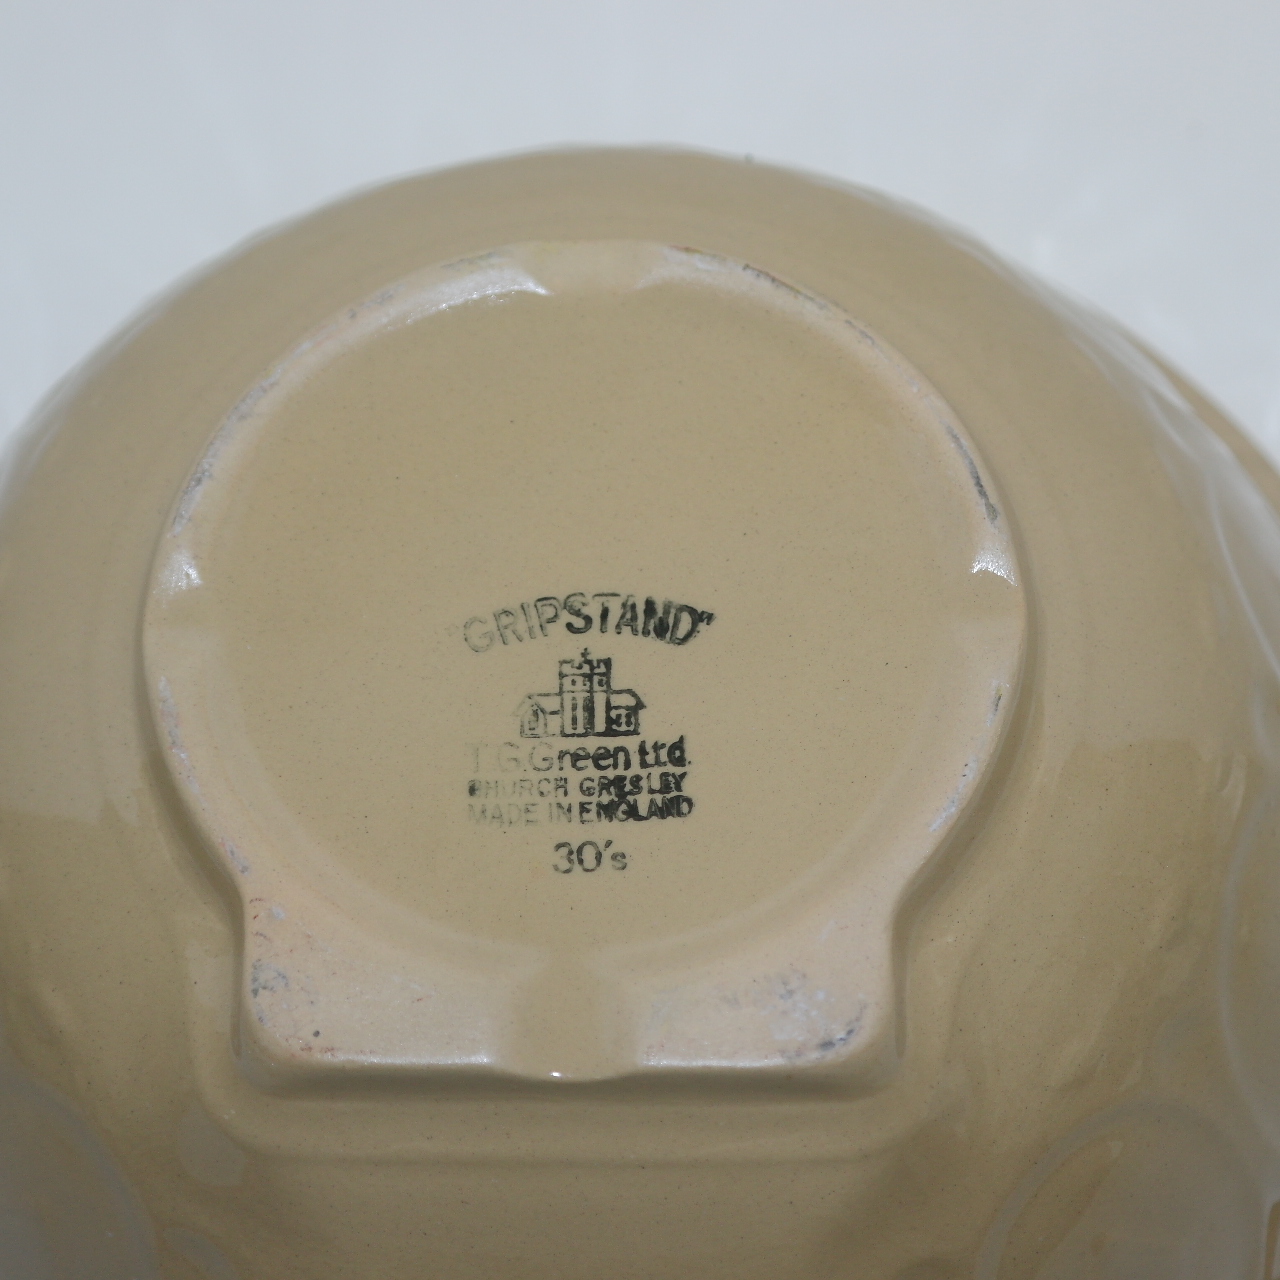 "GRIPSTAND"
T.G.Green Ltd.
CHURCH GRESLEY
MADE IN ENGLAND
30's